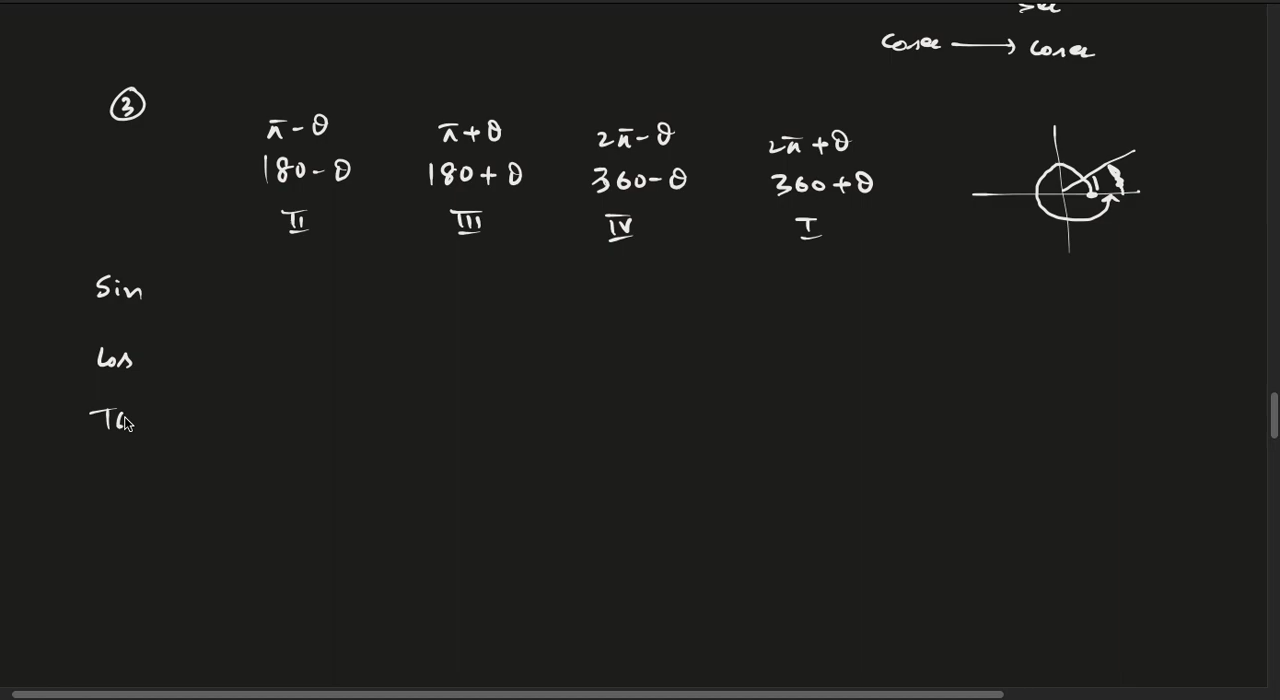 Cosec → Cosec
③
π-θ π+θ 2π-θ 2π+θ
180-θ 180+θ 360-θ 360+θ
II III IV I
Sin
Cos
Ta